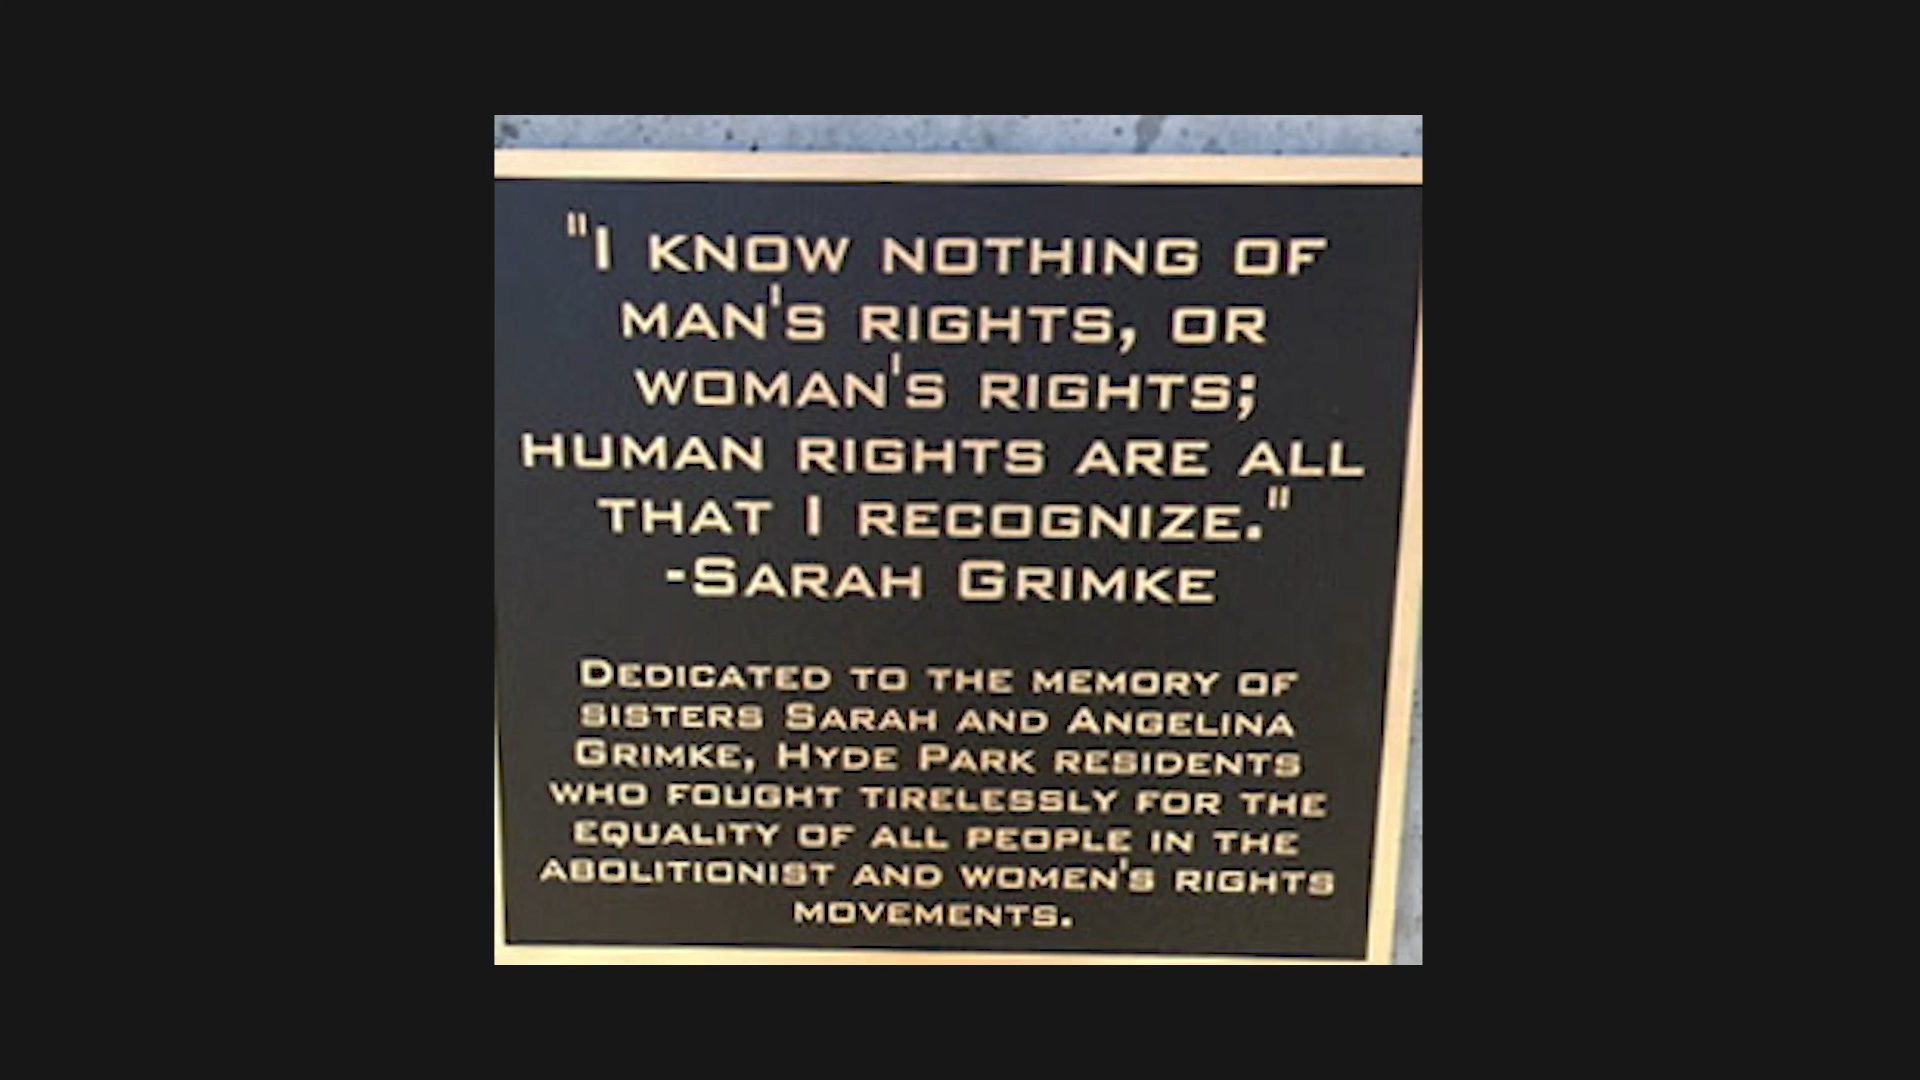 "I KNOW NOTHING OF
MAN'S RIGHTS, OR
WOMAN'S RIGHTS;
HUMAN RIGHTS ARE ALL
THAT I RECOGNIZE."
-SARAH GRIMKE
DEDICATED TO THE MEMORY OF
SISTERS SARAH AND ANGELINA
GRIMKE, HYDE PARK RESIDENTS
WHO FOUGHT TIRELESSLY FOR THE
EQUALITY OF ALL PEOPLE IN THE
ABOLITIONIST AND WOMEN'S RIGHTS
MOVEMENTS.